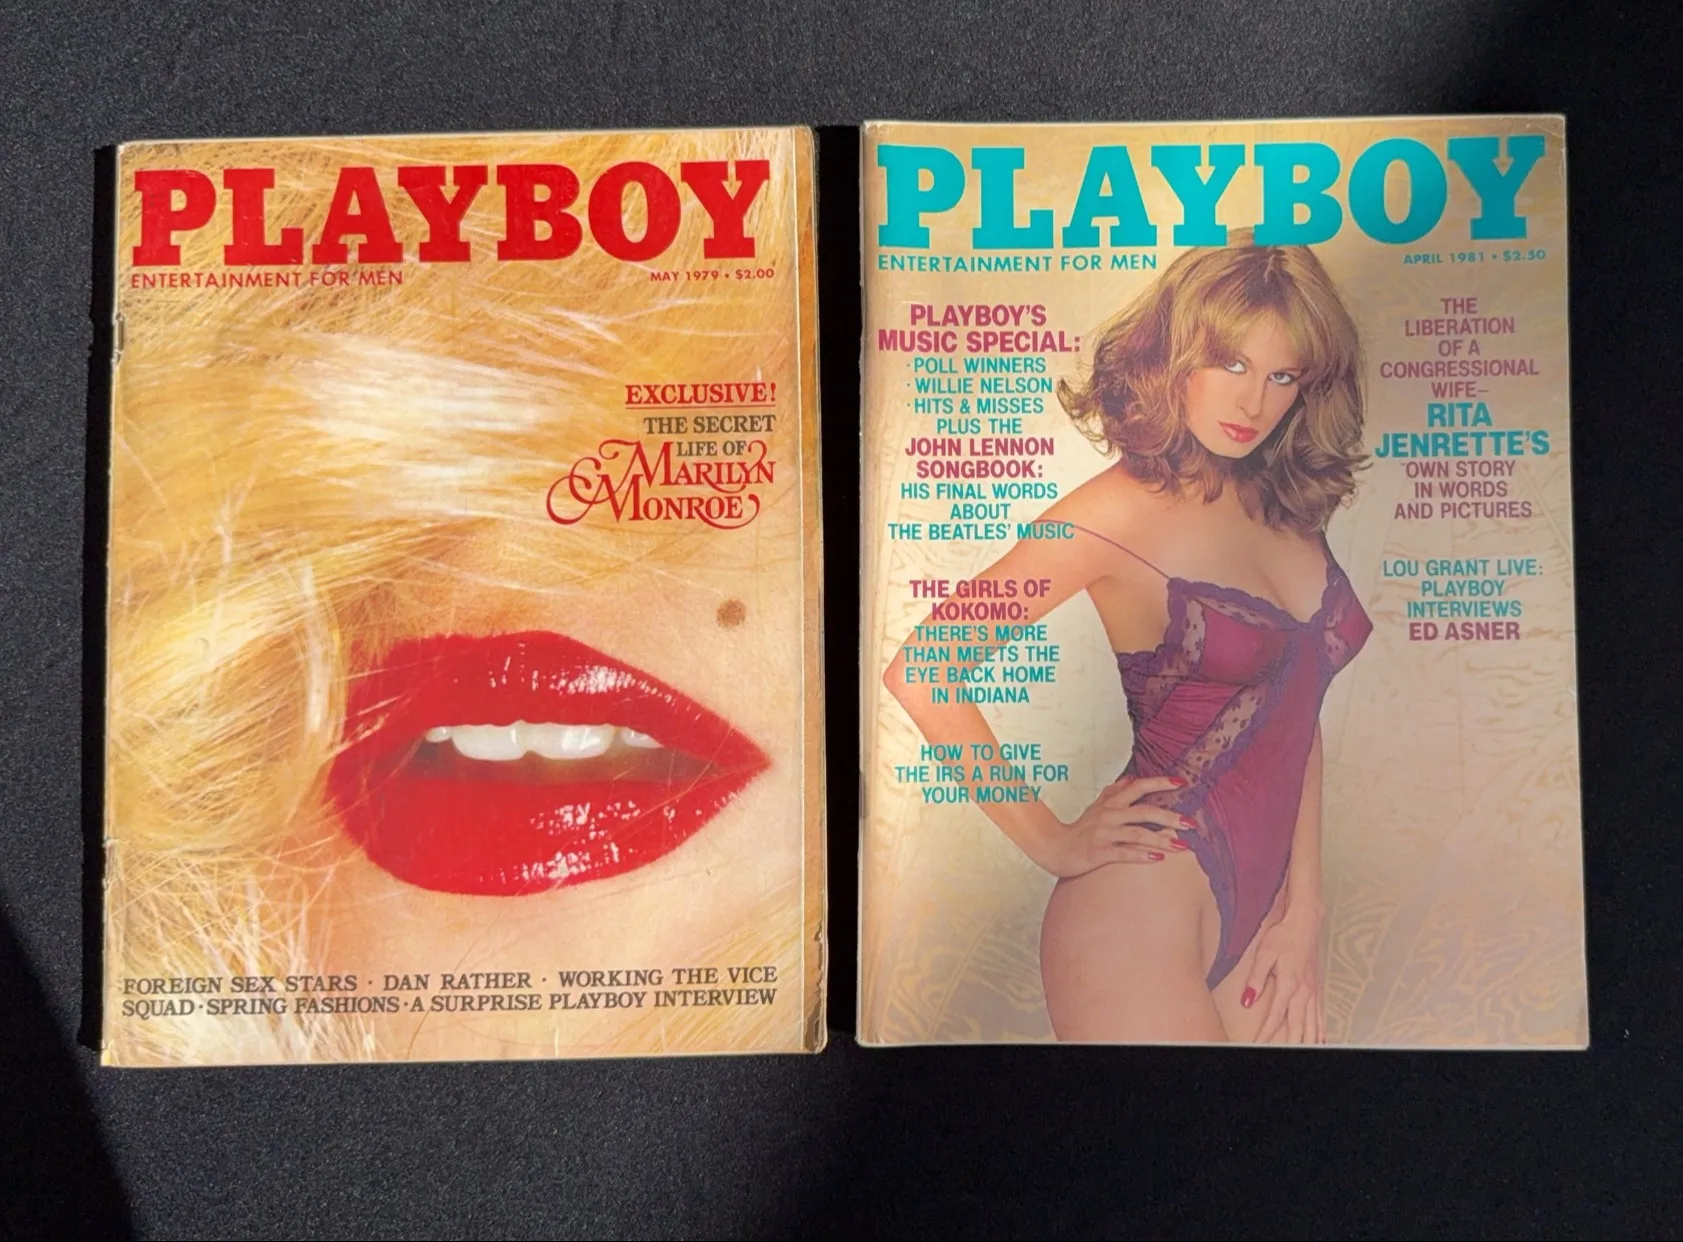 PLAYBOY
ENTERTAINMENT FOR MEN
MAY 1979 • $2.00
EXCLUSIVE!
THE SECRET
LIFE OF
MARILYN
MONROE
FOREIGN SEX STARS · DAN RATHER · WORKING THE VICE
SQUAD · SPRING FASHIONS · A SURPRISE PLAYBOY INTERVIEW
PLAYBOY
ENTERTAINMENT FOR MEN
APRIL 1981 • $2.50
PLAYBOY'S
MUSIC SPECIAL:
· POLL WINNERS
· WILLIE NELSON
· HITS & MISSES
PLUS THE
JOHN LENNON
SONGBOOK:
HIS FINAL WORDS
ABOUT
THE BEATLES' MUSIC
THE GIRLS OF
KOKOMO:
THERE'S MORE
THAN MEETS THE
EYE BACK HOME
IN INDIANA
HOW TO GIVE
THE IRS A RUN FOR
YOUR MONEY
THE
LIBERATION
OF A
CONGRESSIONAL
WIFE—
RITA
JENRETTE'S
OWN STORY
IN WORDS
AND PICTURES
LOU GRANT LIVE:
PLAYBOY
INTERVIEWS
ED ASNER